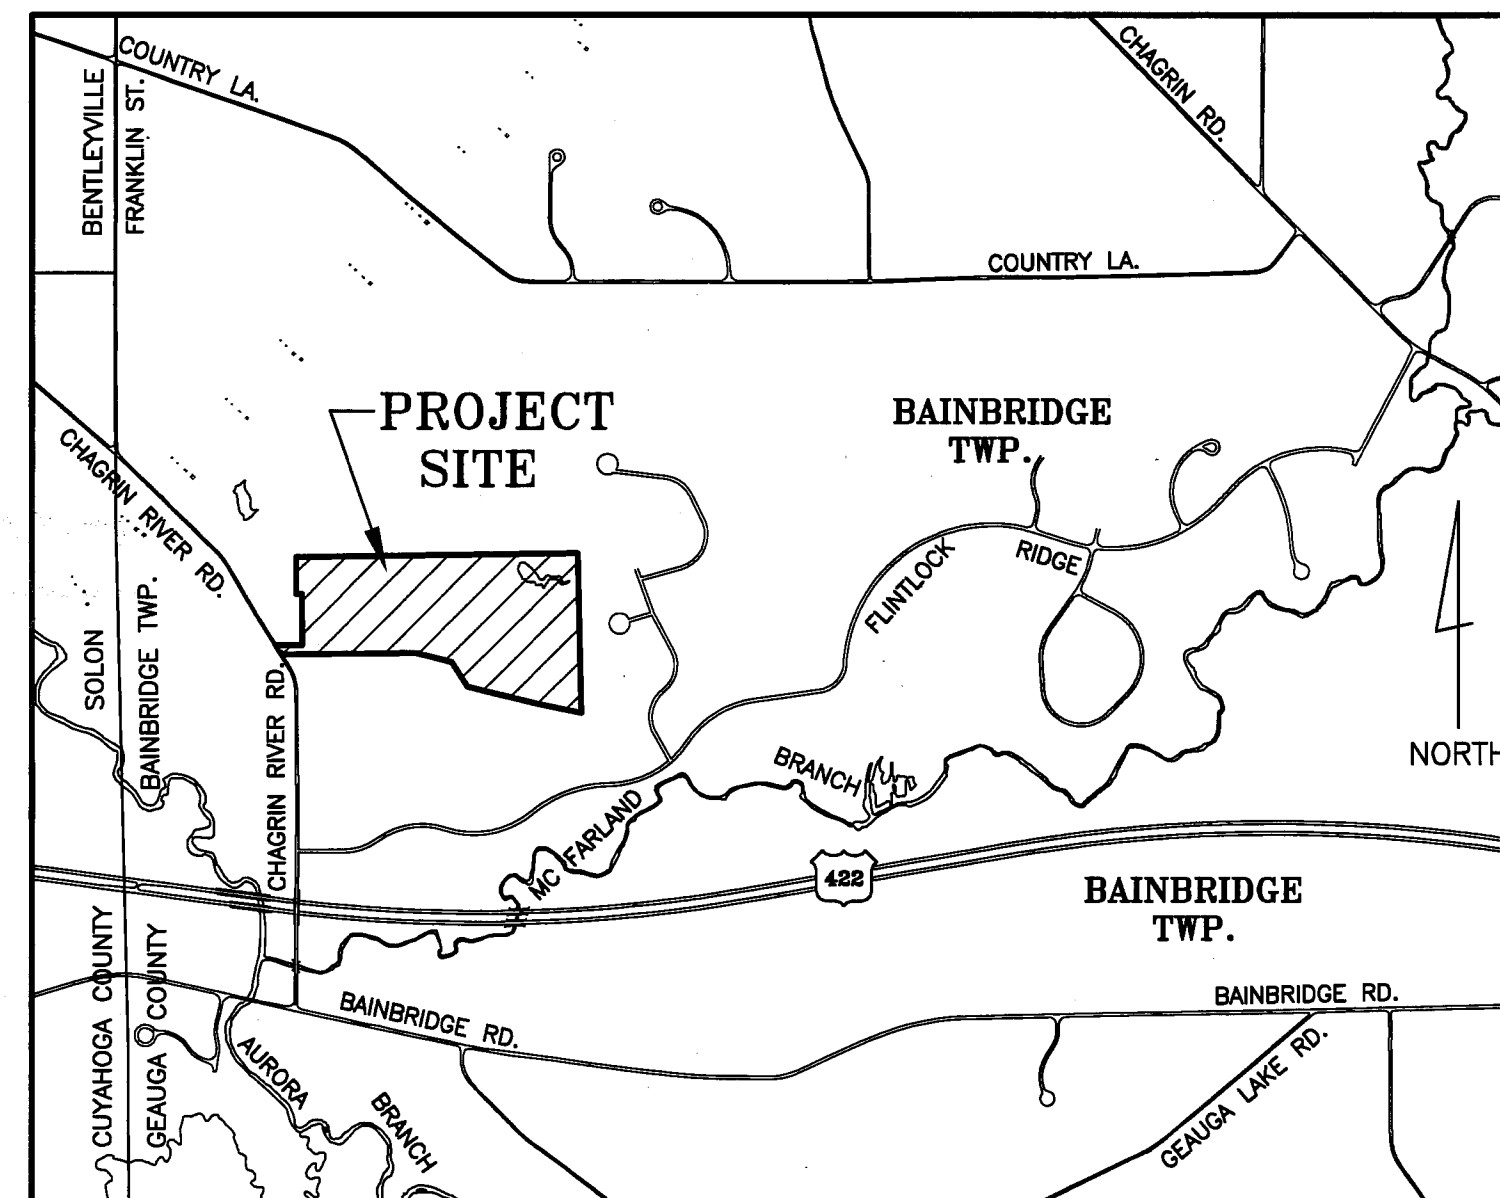 COUNTRY LA.
CHAGRIN RD.
BENTLEYVILLE
FRANKLIN ST.
COUNTRY LA.
PROJECT
SITE
BAINBRIDGE
TWP.
CHAGRIN RIVER RD.
FLINTLOCK RIDGE
SOLON
BAINBRIDGE TWP.
CHAGRIN RIVER RD.
NORTH
BRANCH
MC FARLAND
422
BAINBRIDGE
TWP.
CUYAHOGA COUNTY
GEAUGA COUNTY
BAINBRIDGE RD.
BAINBRIDGE RD.
AURORA
BRANCH
GEAUGA LAKE RD.